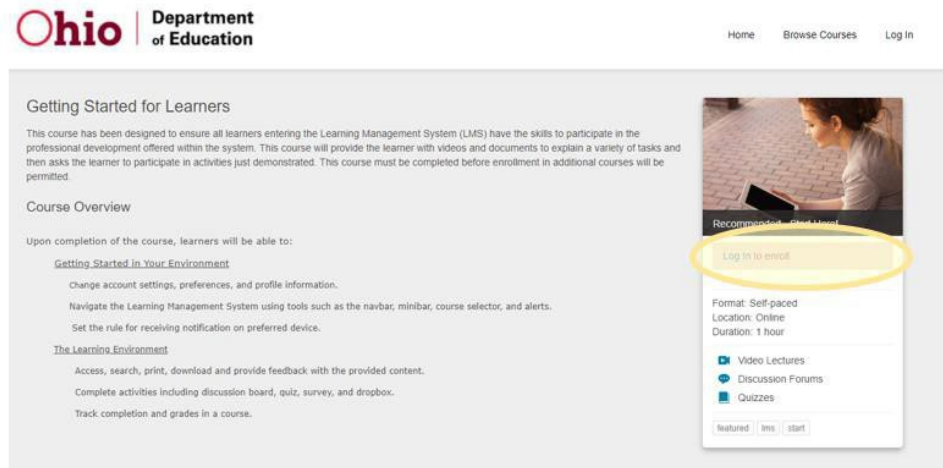 Ohio Department
of Education
Home Browse Courses Log In
Getting Started for Learners
This course has been designed to ensure all learners entering the Learning Management System (LMS) have the skills to participate in the
professional development offered within the system. This course will provide the learner with videos and documents to explain a variety of tasks and
then asks the learner to participate in activities just demonstrated. This course must be completed before enrollment in additional courses will be
permitted.
Course Overview
Upon completion of the course, learners will be able to:
Getting Started in Your Environment
Change account settings, preferences, and profile information.
Navigate the Learning Management System using tools such as the navbar, minibar, course selector, and alerts.
Set the rule for receiving notification on preferred device.
The Learning Environment
Access, search, print, download and provide feedback with the provided content.
Complete activities including discussion board, quiz, survey, and dropbox.
Track completion and grades in a course.
Recommended - Start Here!
Log In to enroll
Format: Self-paced
Location: Online
Duration: 1 hour
Video Lectures
Discussion Forums
Quizzes
featured lms start